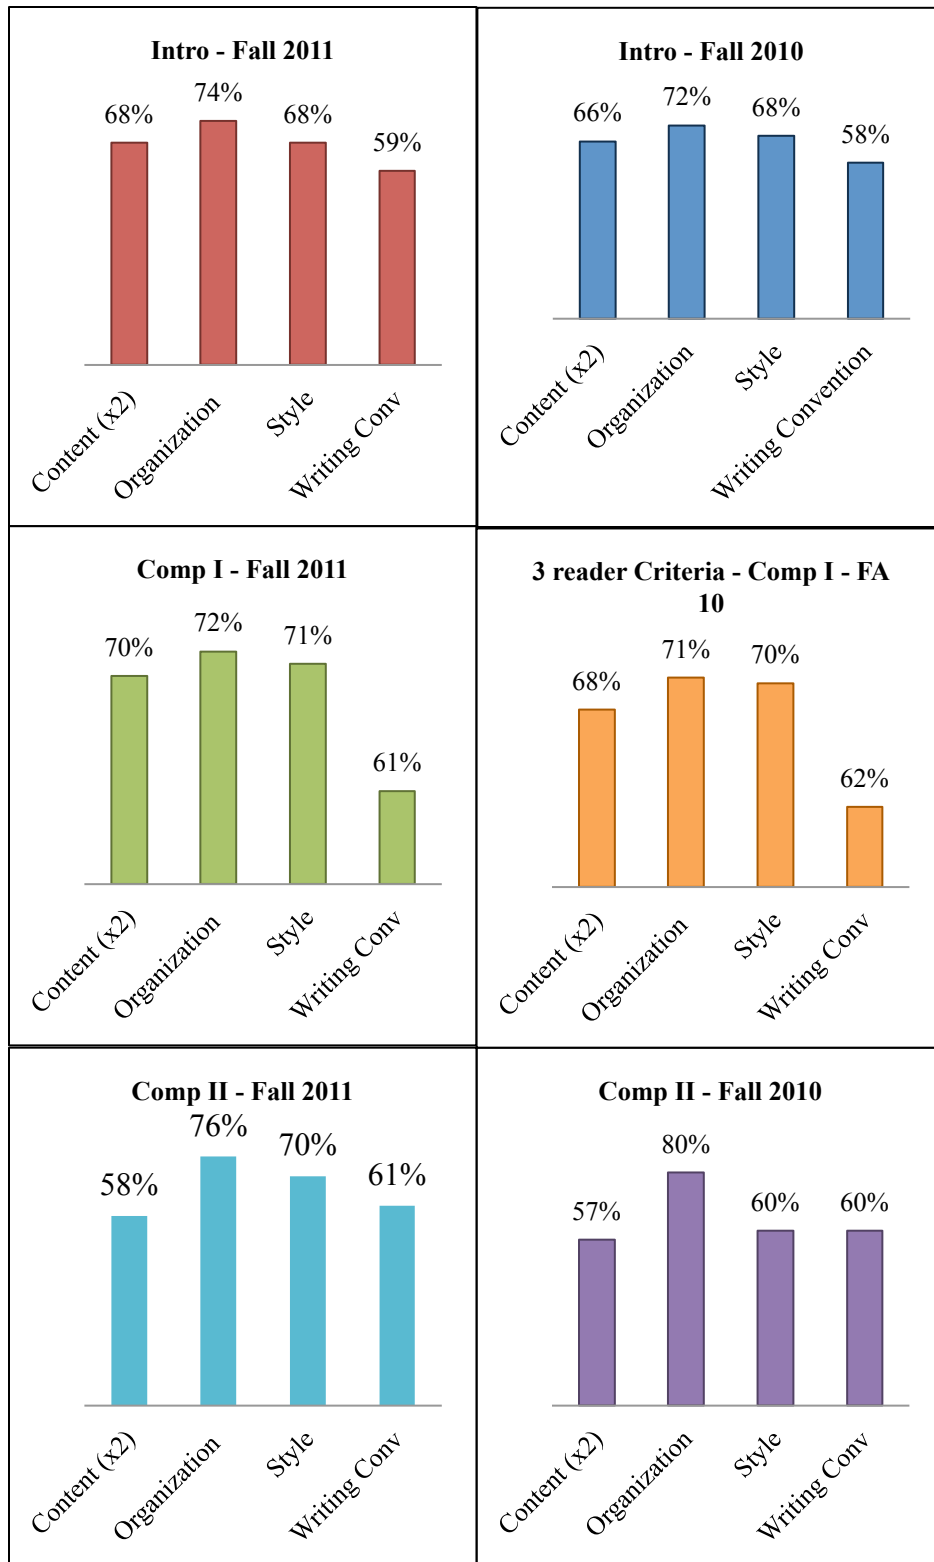 Intro - Fall 2011
68%
74%
68%
59%
Content (x2)
Organization
Style
Writing Conv
Intro - Fall 2010
66%
72%
68%
58%
Content (x2)
Organization
Style
Writing Convention
Comp I - Fall 2011
70%
72%
71%
61%
Content (x2)
Organization
Style
Writing Conv
3 reader Criteria - Comp I - FA
10
68%
71%
70%
62%
Content (x2)
Organization
Style
Writing Conv
Comp II - Fall 2011
58%
76%
70%
61%
Content (x2)
Organization
Style
Writing Conv
Comp II - Fall 2010
57%
80%
60%
60%
Content (x2)
Organization
Style
Writing Conv